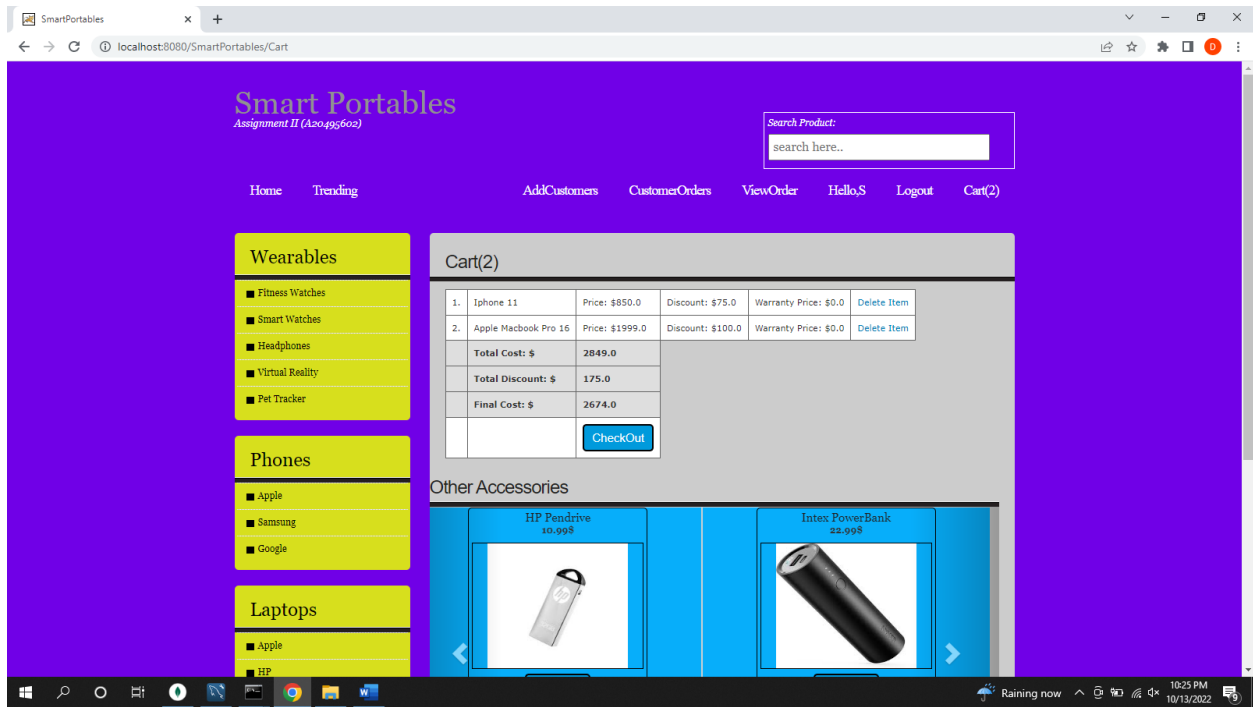 SmartPortables
localhost:8080/SmartPortables/Cart
D
Smart Portables
Assignment II (A20495602)
Search Product:
search here..
Home Trending AddCustomers CustomerOrders ViewOrder Hello,S Logout Cart(2)
Wearables
Fitness Watches
Smart Watches
Headphones
Virtual Reality
Pet Tracker
Phones
Apple
Samsung
Google
Laptops
Apple
HP
Cart(2)
1. Iphone 11 Price: $850.0 Discount: $75.0 Warranty Price: $0.0 Delete Item
2. Apple Macbook Pro 16 Price: $1999.0 Discount: $100.0 Warranty Price: $0.0 Delete Item
Total Cost: $ 2849.0
Total Discount: $ 175.0
Final Cost: $ 2674.0
CheckOut
Other Accessories
HP Pendrive
10.99$
hp
Intex PowerBank
22.99$
Raining now
10:25 PM
10/13/2022
9